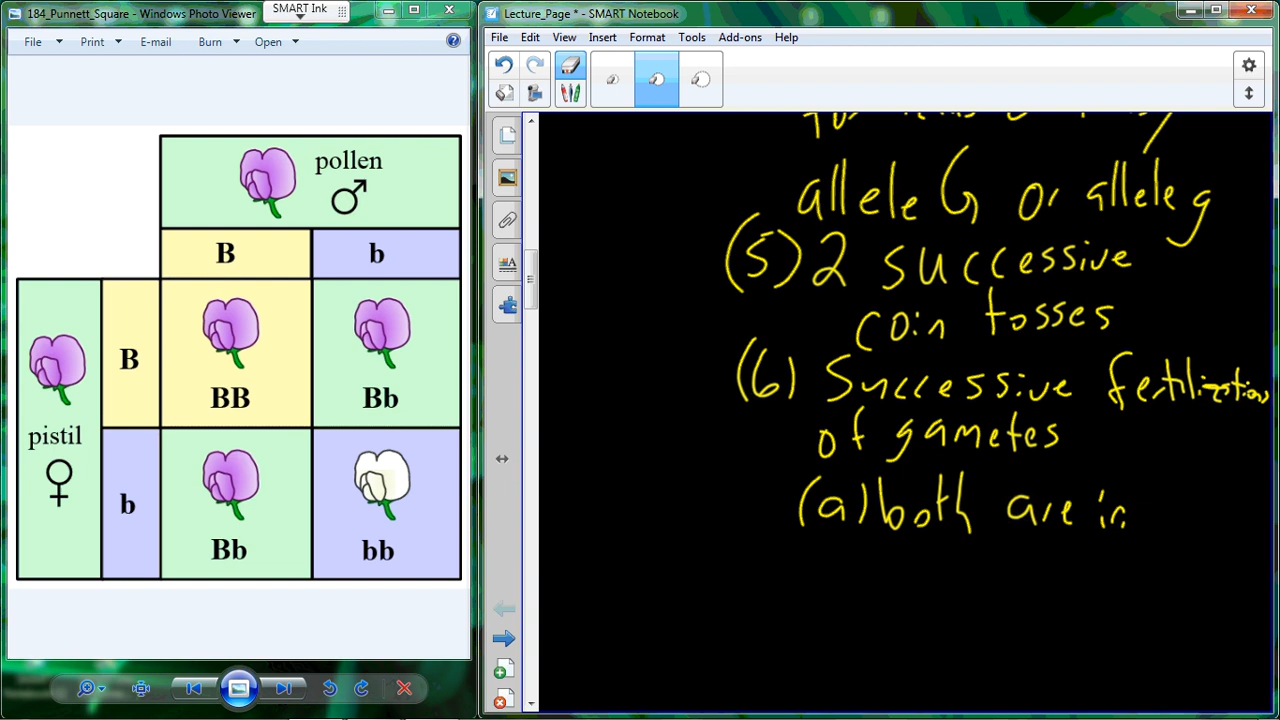 184_Punnett_Square - Windows Photo Viewer
SMART Ink
File Print E-mail Burn Open
pollen
♂
B b
B
BB Bb
pistil
♀
b
Bb bb
Lecture_Page * - SMART Notebook
File Edit View Insert Format Tools Add-ons Help
allele G or allele g
(5) 2 successive
coin tosses
(6) Successive fertilizations
of gametes
(a) both are in